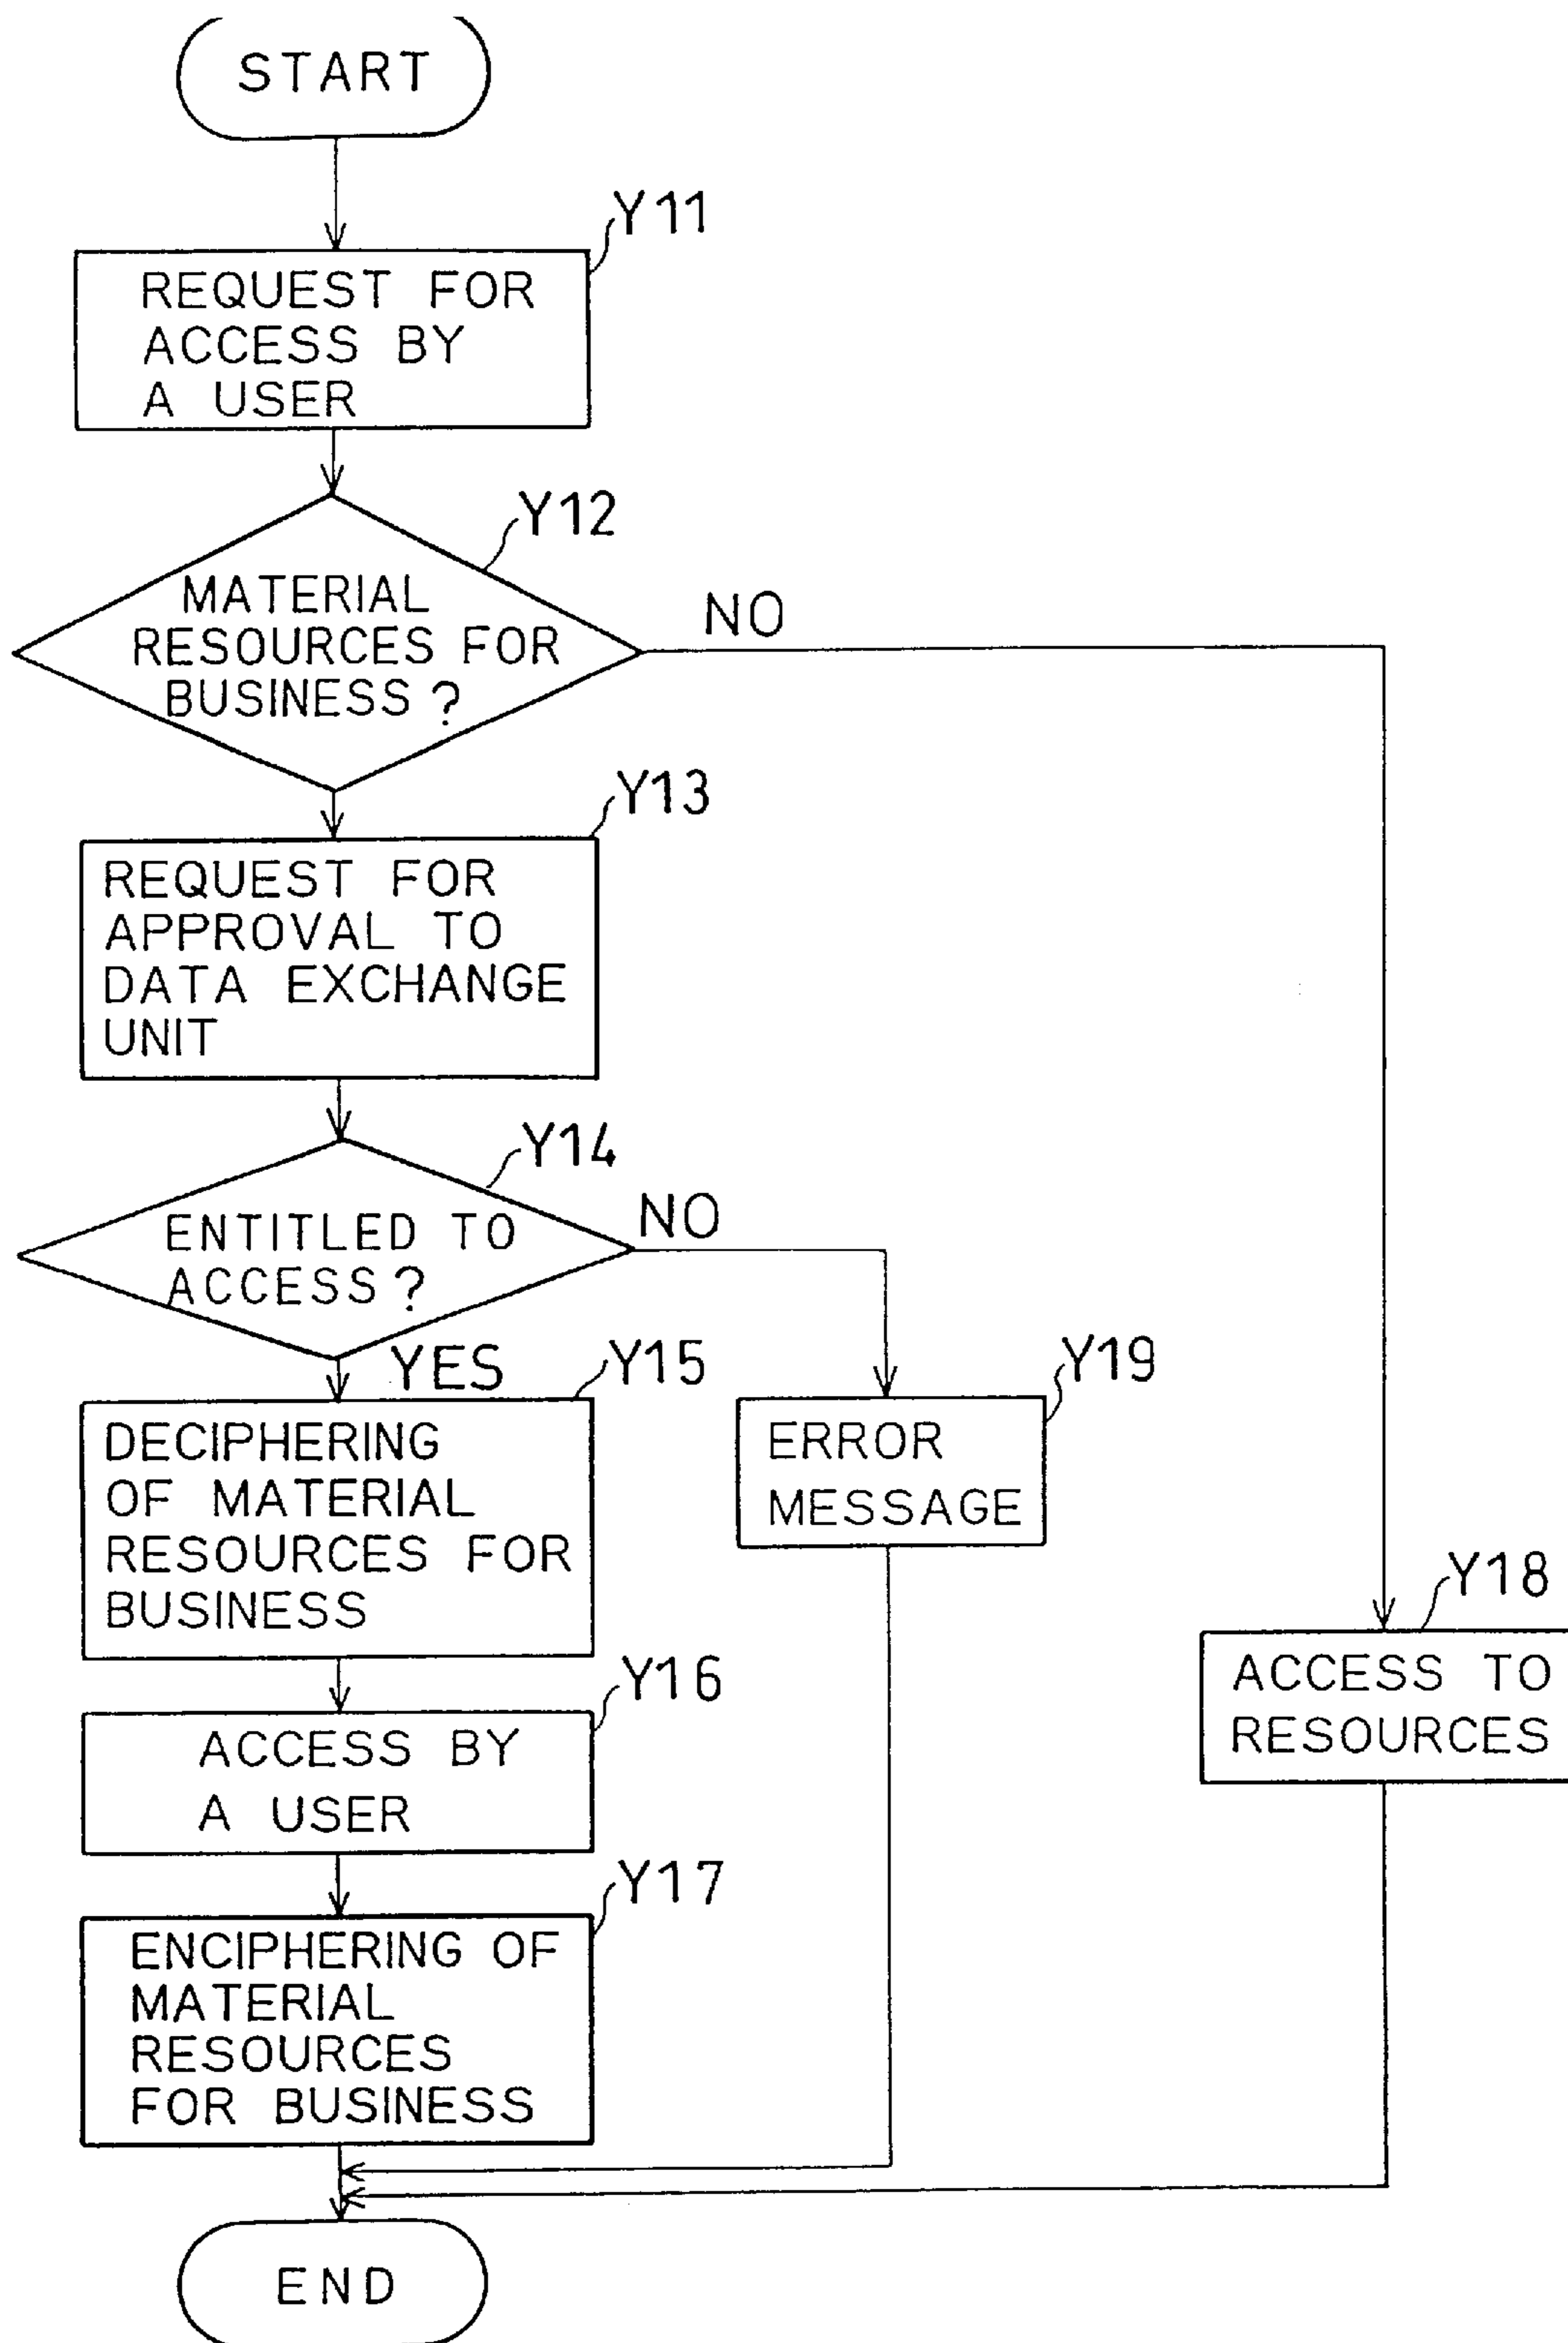 START
Y11
REQUEST FOR
ACCESS BY
A USER
Y12
MATERIAL
RESOURCES FOR
BUSINESS?
NO
Y13
REQUEST FOR
APPROVAL TO
DATA EXCHANGE
UNIT
Y14
ENTITLED TO
ACCESS?
NO
YES
Y15
DECIPHERING
OF MATERIAL
RESOURCES FOR
BUSINESS
Y19
ERROR
MESSAGE
Y18
ACCESS TO
RESOURCES
Y16
ACCESS BY
A USER
Y17
ENCIPHERING OF
MATERIAL
RESOURCES
FOR BUSINESS
END